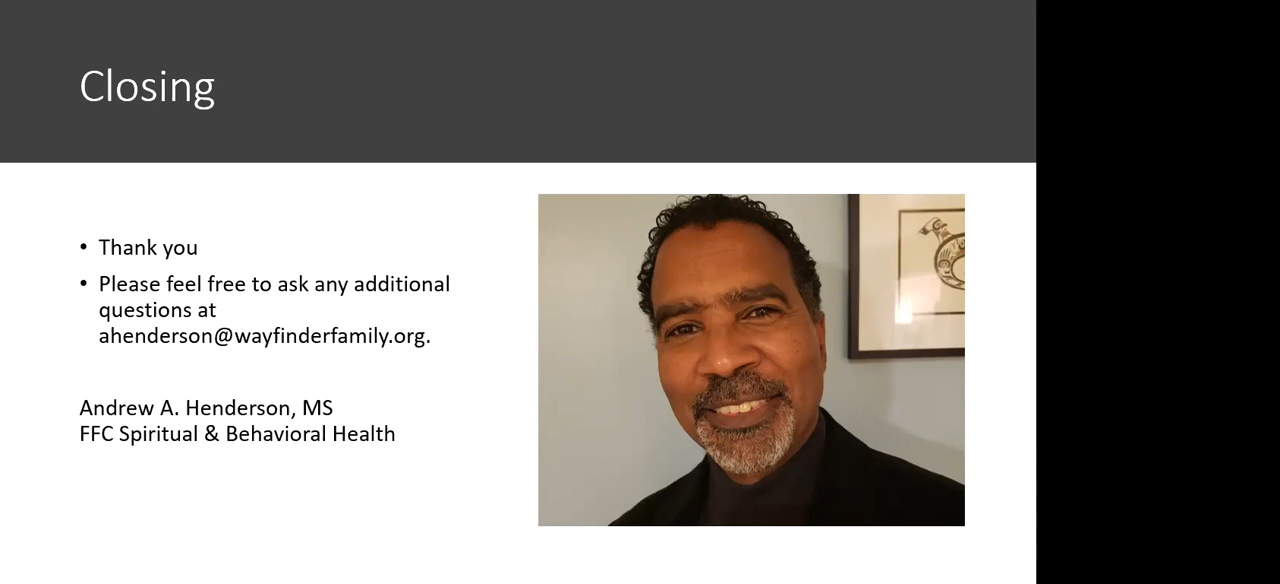 Closing
• Thank you
• Please feel free to ask any additional
questions at
ahenderson@wayfinderfamily.org.
Andrew A. Henderson, MS
FFC Spiritual & Behavioral Health